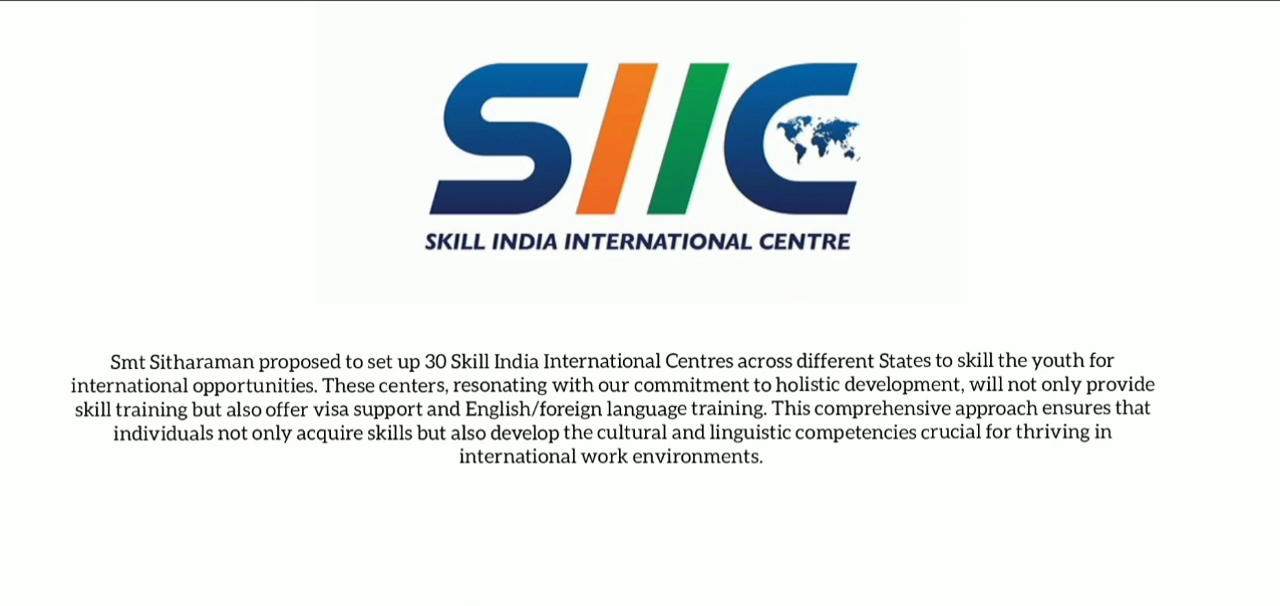 SIIC
SKILL INDIA INTERNATIONAL CENTRE
Smt Sitharaman proposed to set up 30 Skill India International Centres across different States to skill the youth for
international opportunities. These centers, resonating with our commitment to holistic development, will not only provide
skill training but also offer visa support and English/foreign language training. This comprehensive approach ensures that
individuals not only acquire skills but also develop the cultural and linguistic competencies crucial for thriving in
international work environments.